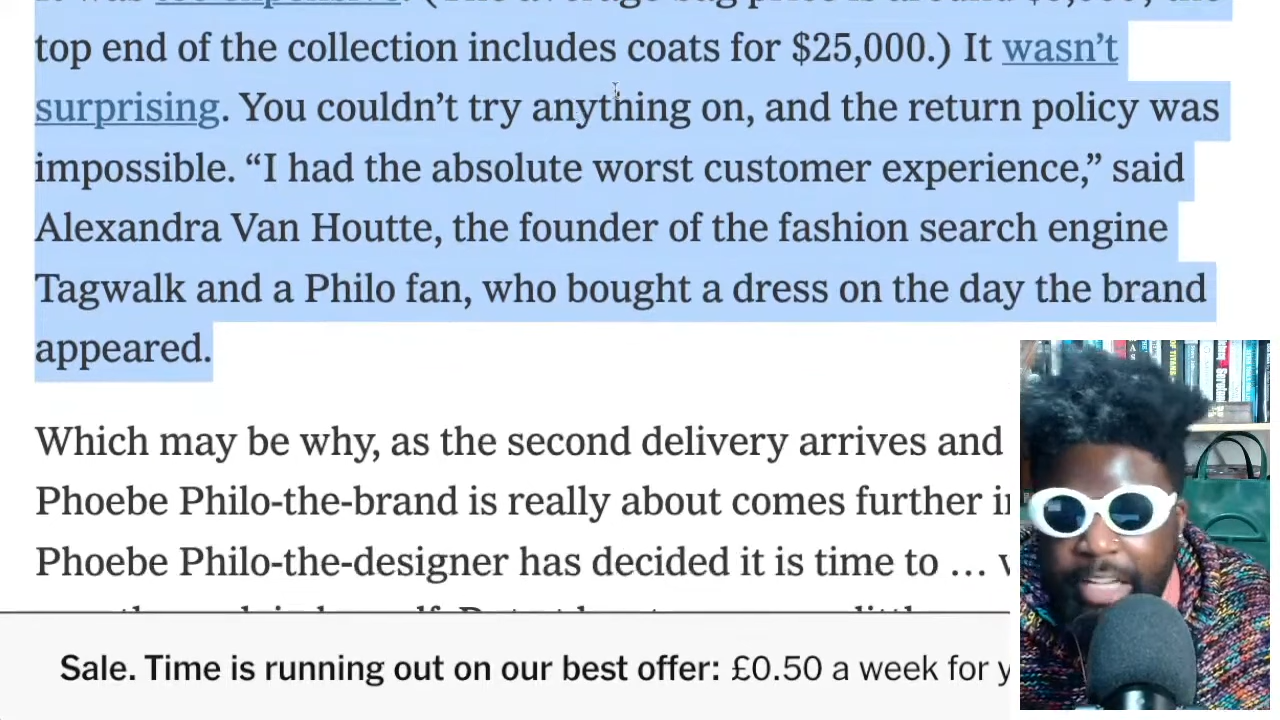 top end of the collection includes coats for $25,000.) It wasn’t
surprising. You couldn’t try anything on, and the return policy was
impossible. “I had the absolute worst customer experience,” said
Alexandra Van Houtte, the founder of the fashion search engine
Tagwalk and a Philo fan, who bought a dress on the day the brand
appeared.
Which may be why, as the second delivery arrives and
Phoebe Philo-the-brand is really about comes further
Phoebe Philo-the-designer has decided it is time to …
Sale. Time is running out on our best offer: £0.50 a week for